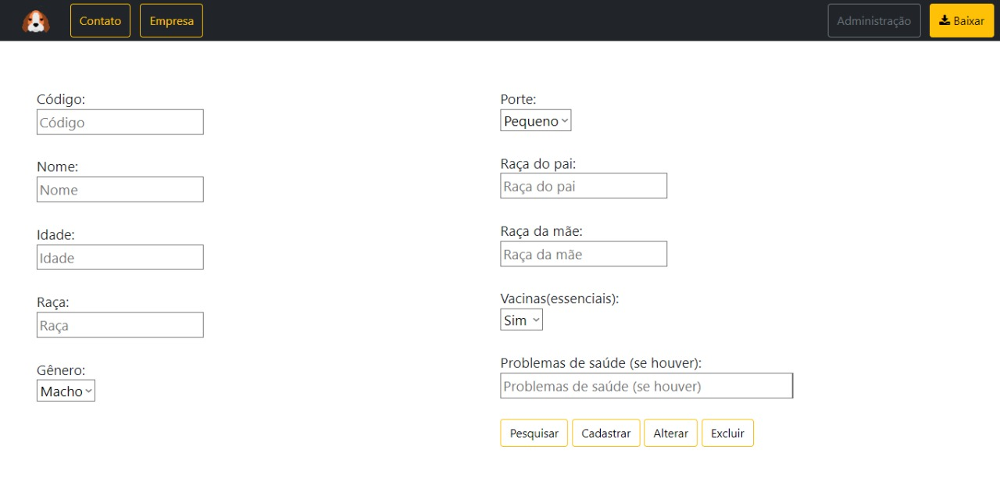 Contato
Empresa
Administração
Baixar
Código:
Código
Nome:
Nome
Idade:
Idade
Raça:
Raça
Gênero:
Macho
Porte:
Pequeno
Raça do pai:
Raça do pai
Raça da mãe:
Raça da mãe
Vacinas(essenciais):
Sim
Problemas de saúde (se houver):
Problemas de saúde (se houver)
Pesquisar
Cadastrar
Alterar
Excluir